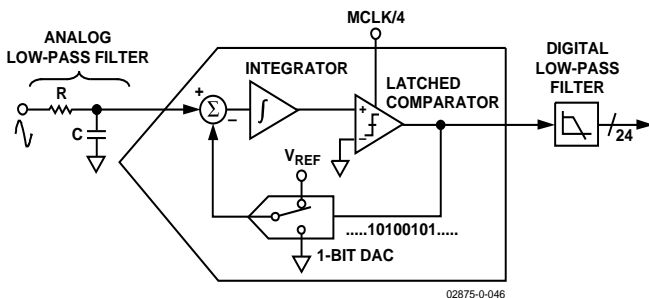 MCLK/4
ANALOG
LOW-PASS FILTER
DIGITAL
LOW-PASS
FILTER
INTEGRATOR
LATCHED
COMPARATOR
R
C
+
Σ
–
∫
+
–
24
VREF
.....10100101.....
1-BIT DAC
02875-0-046